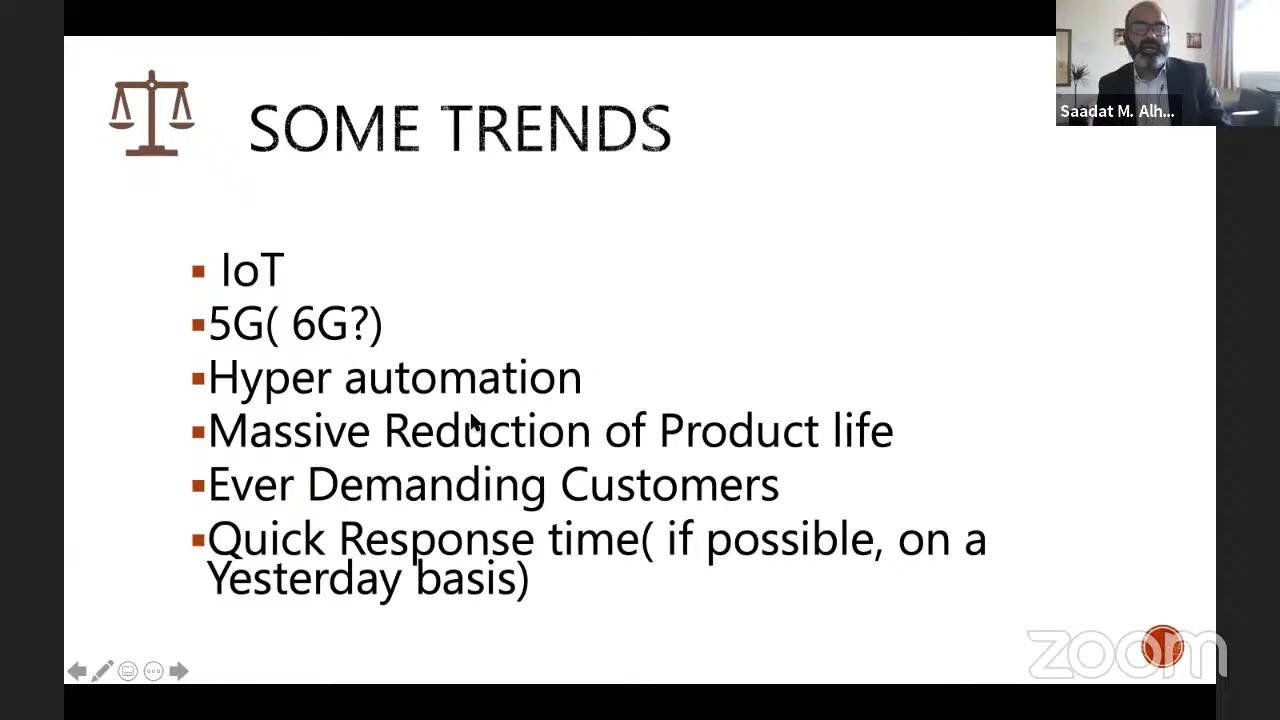 SOME TRENDS
Saadat M. Alh...
▪ IoT
▪5G( 6G?)
▪Hyper automation
▪Massive Reduction of Product life
▪Ever Demanding Customers
▪Quick Response time( if possible, on a
Yesterday basis)
zoom